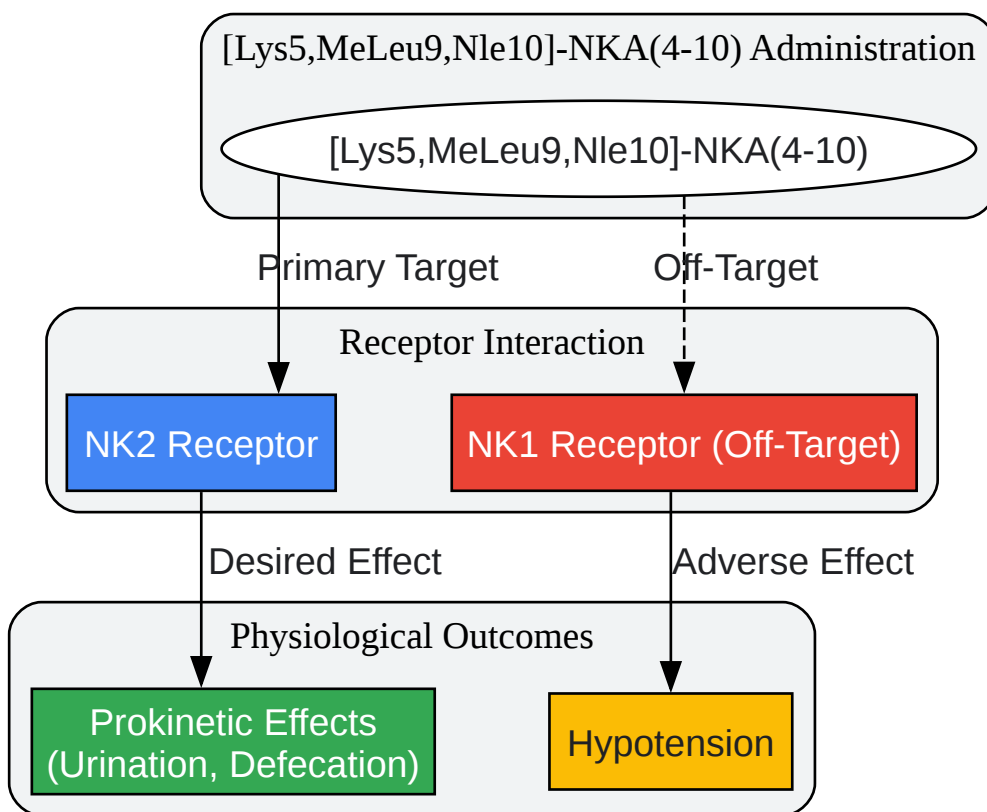 [Lys5,MeLeu9,Nle10]-NKA(4-10) Administration
[Lys5,MeLeu9,Nle10]-NKA(4-10)
Primary Target
Off-Target
Receptor Interaction
NK2 Receptor
NK1 Receptor (Off-Target)
Desired Effect
Adverse Effect
Physiological Outcomes
Prokinetic Effects
(Urination, Defecation)
Hypotension